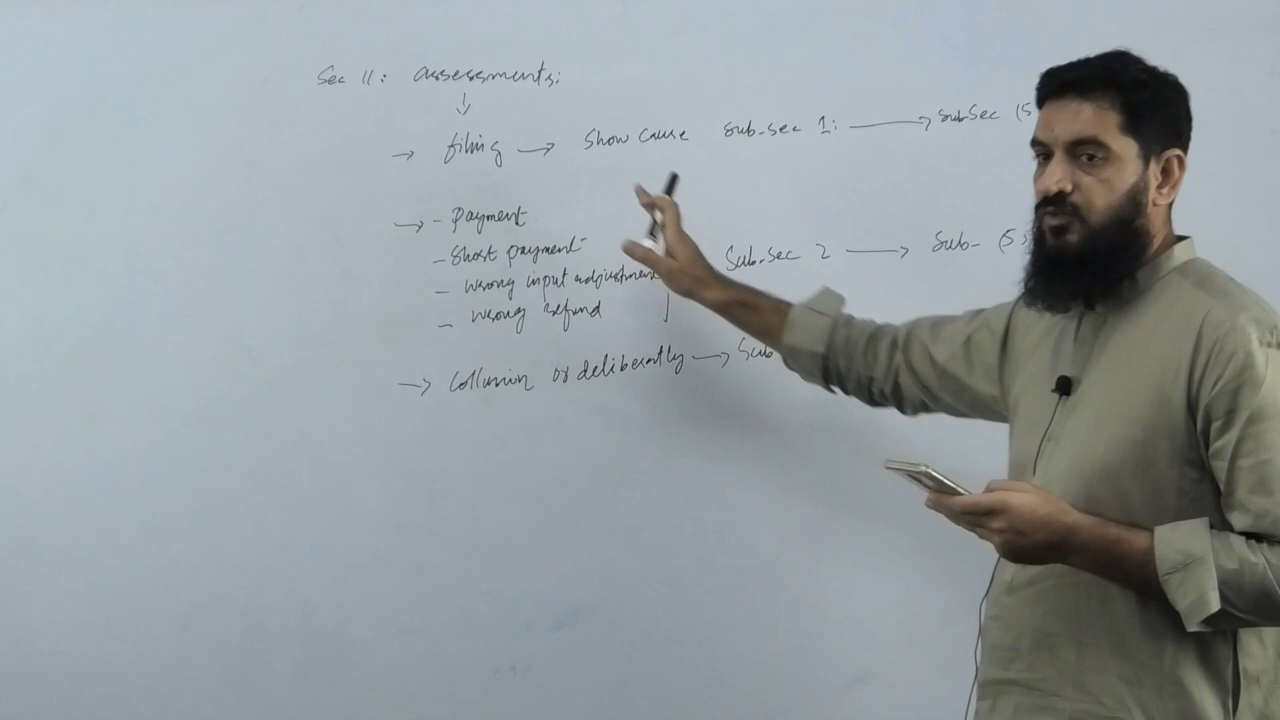 Sec 11: assessments:
↓
→ filing → Show cause Sub-sec 1: → SubSec (5
→ - payment
- Short payment
Sub-Sec 2 → Sub- (5
- wrong input adjustment
- wrong refund
→ Collusion or deliberatly → Sub